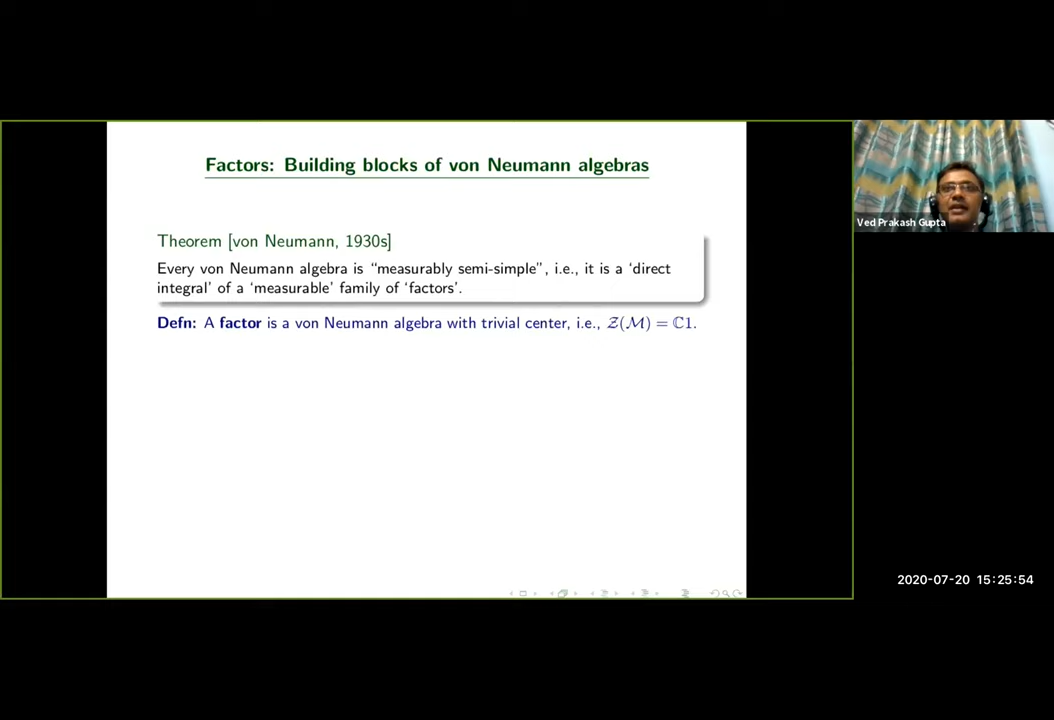 Factors: Building blocks of von Neumann algebras
Theorem [von Neumann, 1930s]
Every von Neumann algebra is “measurably semi-simple”, i.e., it is a ‘direct
integral’ of a ‘measurable’ family of ‘factors’.
Defn: A factor is a von Neumann algebra with trivial center, i.e., 𝒵(ℳ) = ℂ1.
Ved Prakash Gupta
2020-07-20 15:25:54